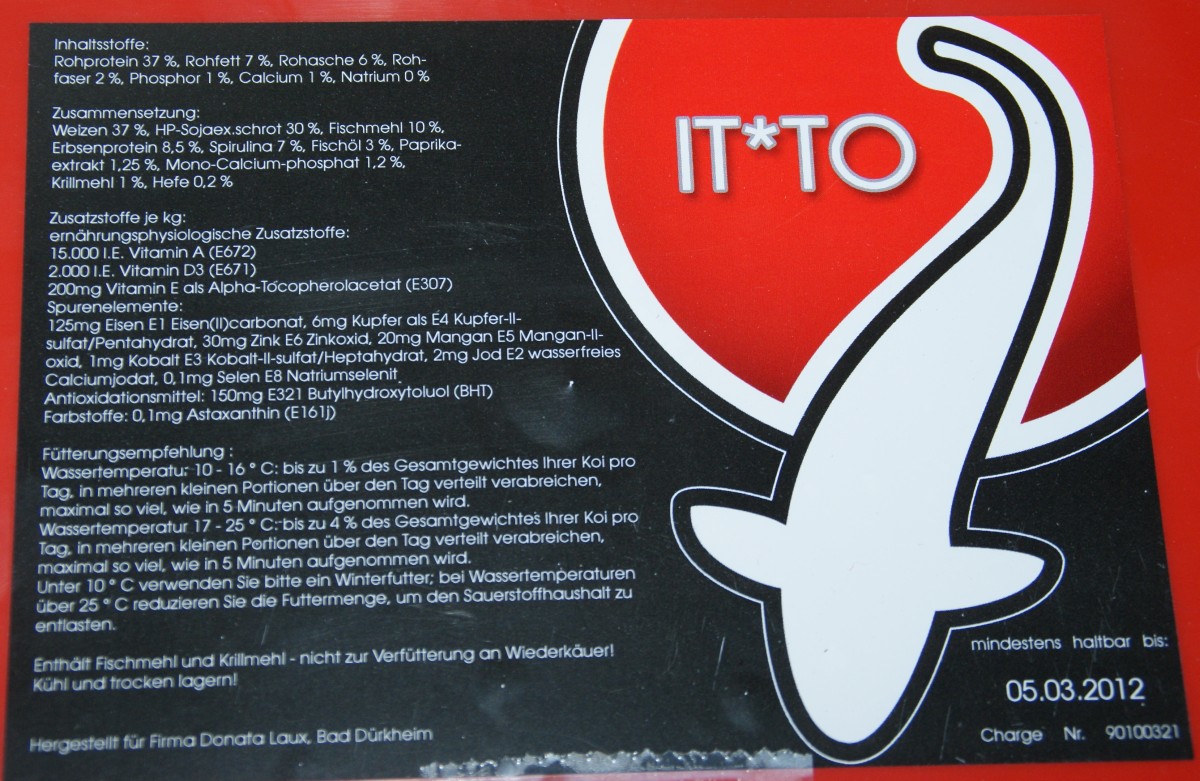 Inhaltsstoffe:
Rohprotein 37 %, Rohfett 7 %, Rohasche 6 %, Roh-
faser 2 %, Phosphor 1 %, Calcium 1 %, Natrium 0 %
Zusammensetzung:
Weizen 37 %, HP-Sojaex.schrot 30 %, Fischmehl 10 %,
Erbsenprotein 8,5 %, Spirulina 7 %, Fischöl 3 %, Paprika-
extrakt 1,25 %, Mono-Calcium-phosphat 1,2 %,
Krillmehl 1 %, Hefe 0,2 %
Zusatzstoffe je kg:
ernährungsphysiologische Zusatzstoffe:
15.000 I.E. Vitamin A (E672)
2.000 I.E. Vitamin D3 (E671)
200mg Vitamin E als Alpha-Tocopherolacetat (E307)
Spurenelemente:
125mg Eisen E1 Eisen(II)carbonat, 6mg Kupfer als E4 Kupfer-II-
sulfat/Pentahydrat, 30mg Zink E6 Zinkoxid, 20mg Mangan E5 Mangan-II-
oxid, 1mg Kobalt E3 Kobalt-II-sulfat/Heptahydrat, 2mg Jod E2 wasserfreies
Calciumjodat, 0,1mg Selen E8 Natriumselenit
Antioxidationsmittel: 150mg E321 Butylhydroxytoluol (BHT)
Farbstoffe: 0,1mg Astaxanthin (E161j)
Fütterungsempfehlung :
Wassertemperatur 10 - 16 ° C: bis zu 1 % des Gesamtgewichtes Ihrer Koi pro
Tag, in mehreren kleinen Portionen über den Tag verteilt verabreichen,
maximal so viel, wie in 5 Minuten aufgenommen wird.
Wassertemperatur 17 - 25 ° C: bis zu 4 % des Gesamtgewichtes Ihrer Koi pro
Tag, in mehreren kleinen Portionen über den Tag verteilt verabreichen,
maximal so viel, wie in 5 Minuten aufgenommen wird.
Unter 10 ° C verwenden Sie bitte ein Winterfutter; bei Wassertemperaturen
über 25 ° C reduzieren Sie die Futtermenge, um den Sauerstoffhaushalt zu
entlasten.
Enthält Fischmehl und Krillmehl - nicht zur Verfütterung an Wiederkäuer!
Kühl und trocken lagern!
Hergestellt für Firma Donata Laux, Bad Dürkheim
IT*TO
mindestens haltbar bis:
05.03.2012
Charge Nr. 90100321